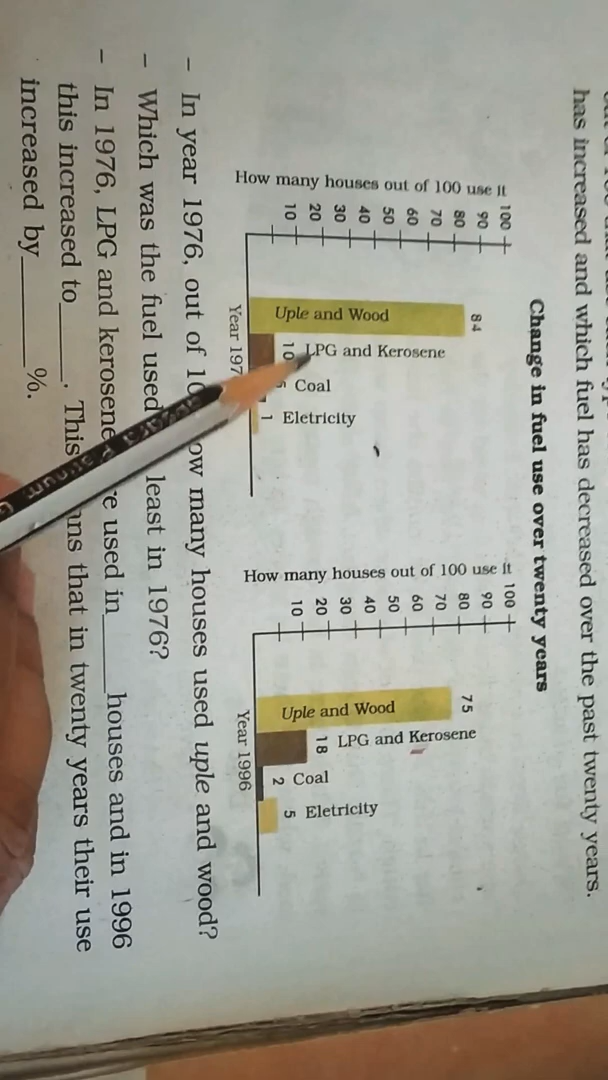 has increased and which fuel has decreased over the past twenty years.
Change in fuel use over twenty years
How many houses out of 100 use it
100
90
80
70
60
50
40
30
20
10
84
Uple and Wood
10 LPG and Kerosene
5 Coal
1 Eletricity
Year 197
How many houses out of 100 use it
100
90
80
70
60
50
40
30
20
10
75
Uple and Wood
18 LPG and Kerosene
2 Coal
5 Eletricity
Year 1996
– In year 1976, out of 10 ow many houses used uple and wood?
– Which was the fuel used least in 1976?
– In 1976, LPG and kerosene re used in____houses and in 1996
this increased to____. This ans that in twenty years their use
increased by______%.